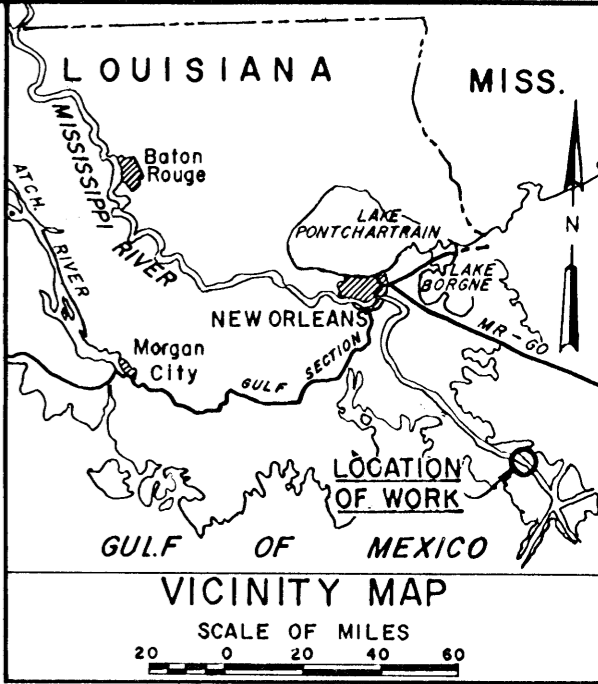 LOUISIANA
MISS.
MISSISSIPPI
RIVER
Baton
Rouge
ATCH.
RIVER
LAKE
PONTCHARTRAIN
N
LAKE
BORGNE
NEW ORLEANS
MR-GO
Morgan
City
GULF SECTION
LOCATION
OF WORK
GULF OF MEXICO
VICINITY MAP
SCALE OF MILES
20 0 20 40 60